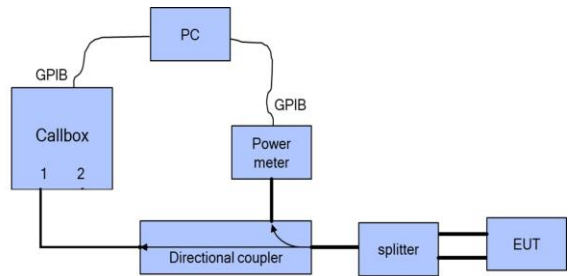 PC
GPIB
GPIB
Callbox
1 2
Power
meter
Directional coupler
splitter
EUT